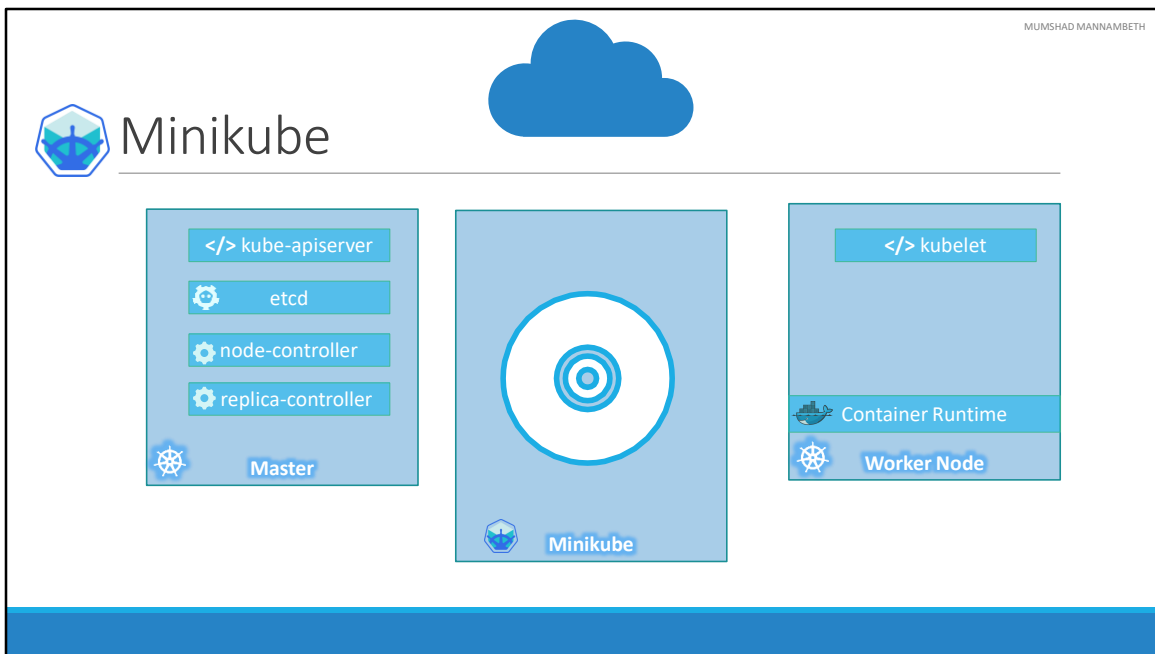 MUMSHAD MANNAMBETH
Minikube
</> kube-apiserver
etcd
node-controller
replica-controller
Master
Minikube
</> kubelet
Container Runtime
Worker Node